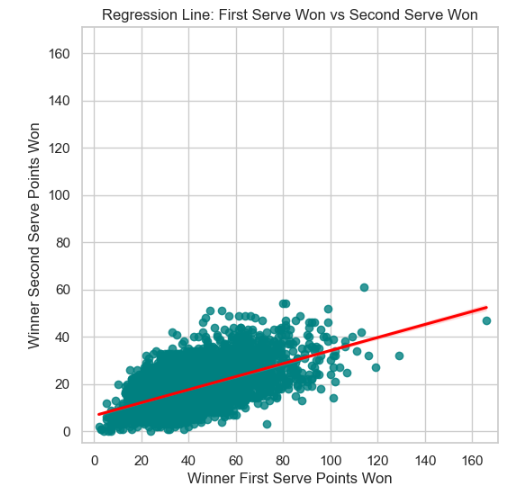 Regression Line: First Serve Won vs Second Serve Won
160
140
120
100
80
60
40
20
0
Winner Second Serve Points Won
0 20 40 60 80 100 120 140 160
Winner First Serve Points Won